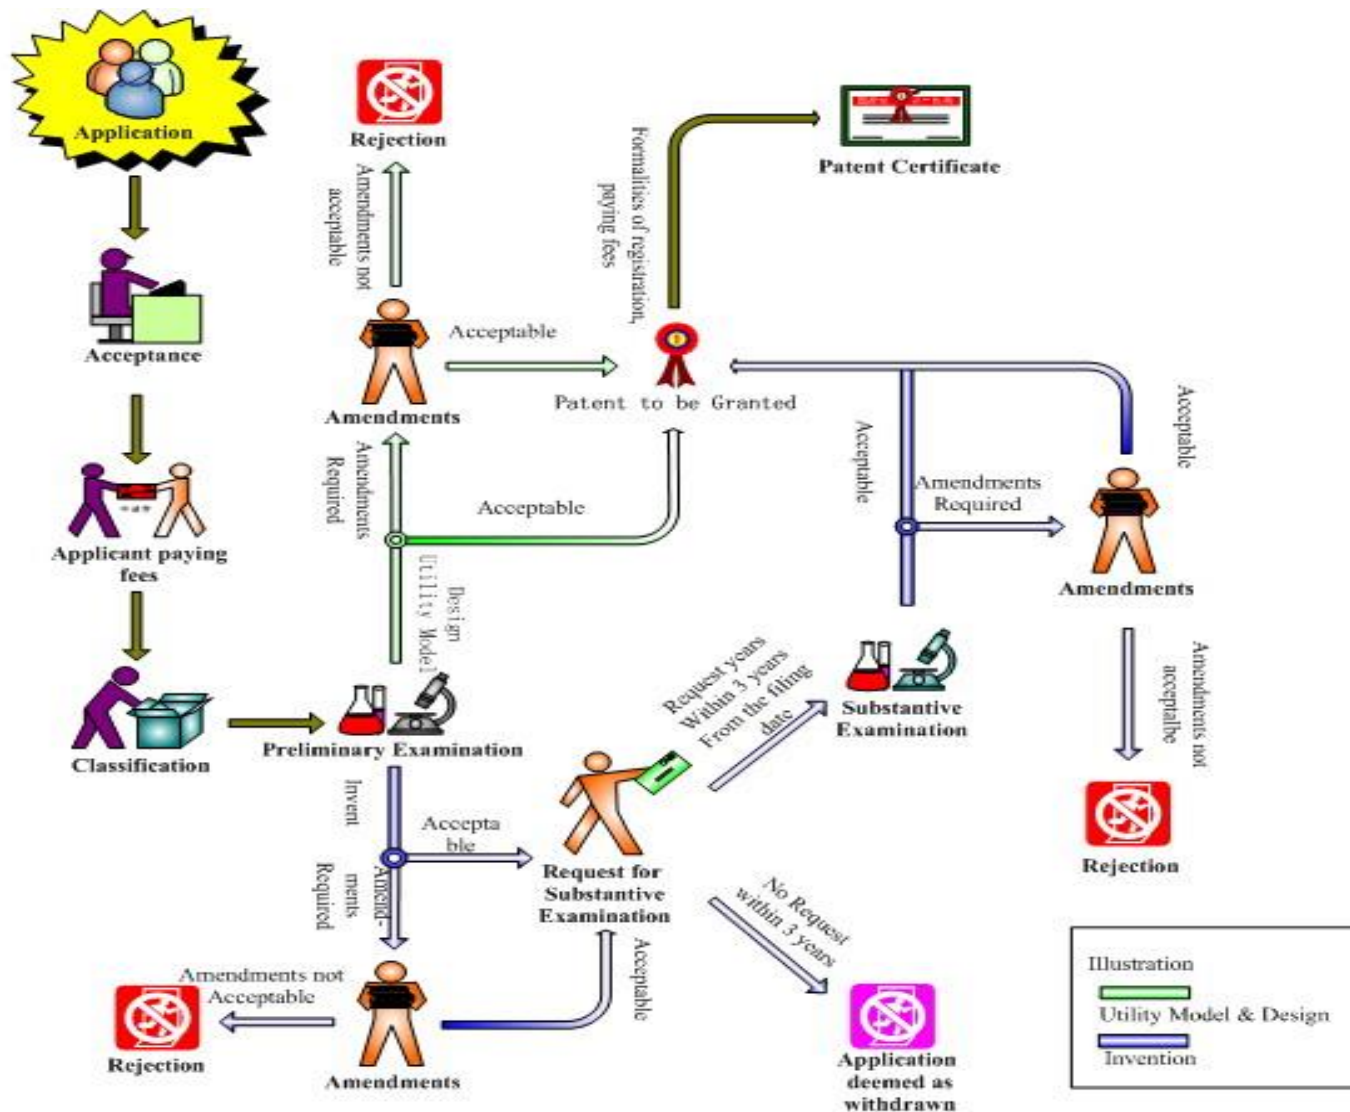 Application
Rejection
Patent Certificate
Amendments not
acceptable
Formalities of registration,
paying fees
Acceptance
Acceptable
Amendments
Patent to be Granted
Acceptable
Acceptable
Amendments
Required
Amendments
Required
Acceptable
Applicant paying
fees
Design
Utility Model
Amendments
Classification
Preliminary Examination
Request years
Within 3 years
From the filing
date
Substantive
Examination
Amendments not
acceptalbe
Invent
Accepta
ble
Amend-
ments
Required
Request for
Substantive
Examination
No Request
within 3 years
Rejection
Acceptable
Amendments not
Acceptable
Rejection
Amendments
Application
deemed as
withdrawn
Illustration
Utility Model & Design
Invention